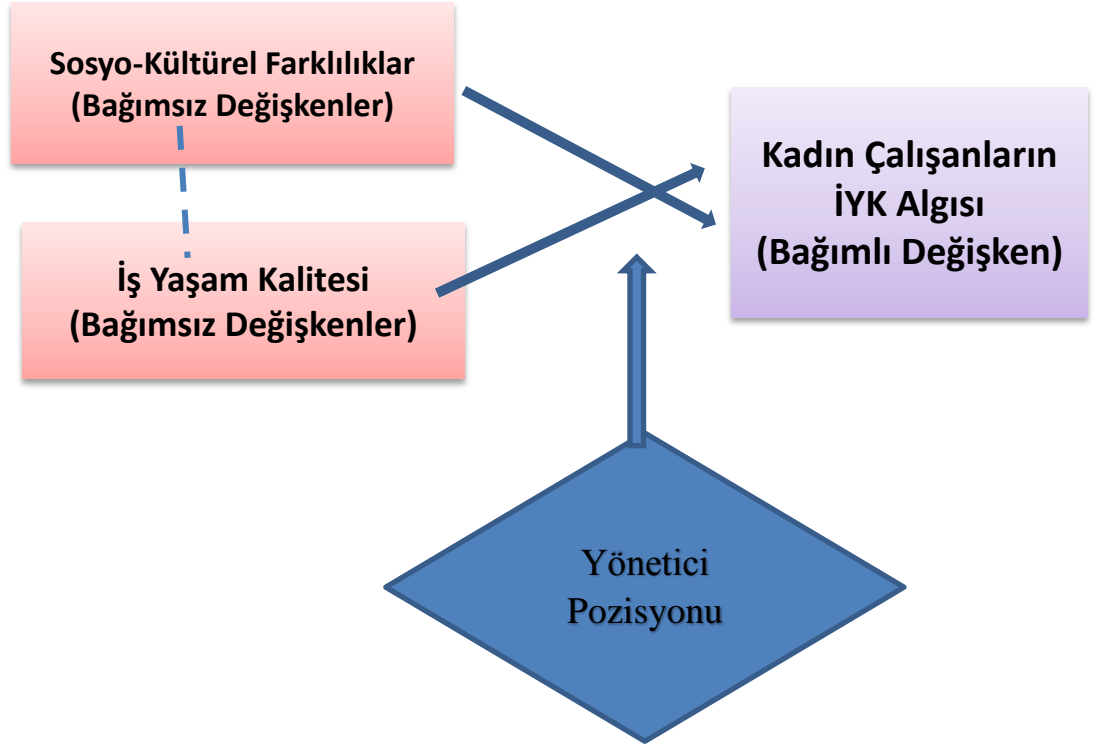 Sosyo-Kültürel Farklılıklar
(Bağımsız Değişkenler)
İş Yaşam Kalitesi
(Bağımsız Değişkenler)
Kadın Çalışanların
İYK Algısı
(Bağımlı Değişken)
Yönetici
Pozisyonu